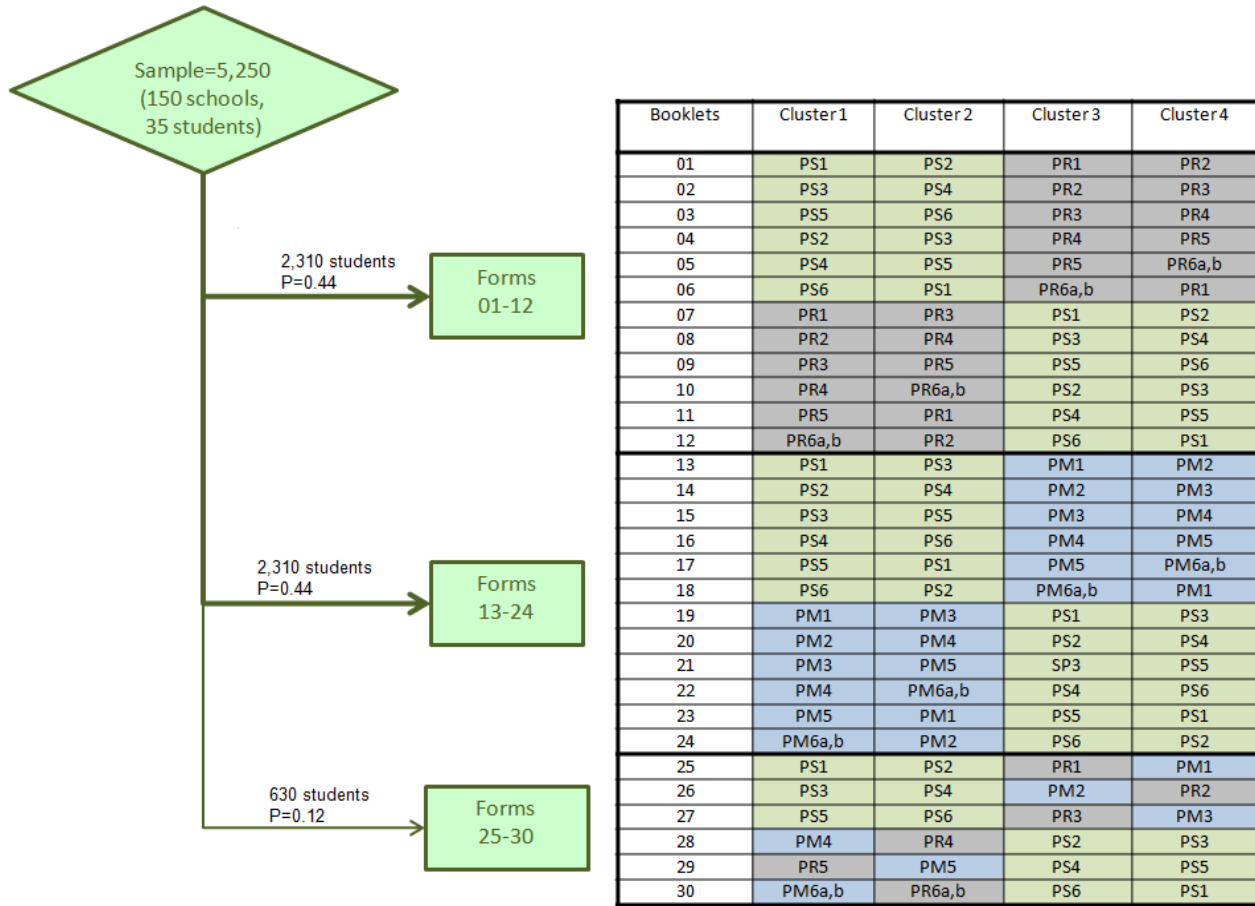 Sample=5,250
(150 schools,
35 students)
2,310 students
P=0.44
Forms
01-12
2,310 students
P=0.44
Forms
13-24
630 students
P=0.12
Forms
25-30
Booklets Cluster1 Cluster2 Cluster3 Cluster4
01 PS1 PS2 PR1 PR2
02 PS3 PS4 PR2 PR3
03 PS5 PS6 PR3 PR4
04 PS2 PS3 PR4 PR5
05 PS4 PS5 PR5 PR6a,b
06 PS6 PS1 PR6a,b PR1
07 PR1 PR3 PS1 PS2
08 PR2 PR4 PS3 PS4
09 PR3 PR5 PS5 PS6
10 PR4 PR6a,b PS2 PS3
11 PR5 PR1 PS4 PS5
12 PR6a,b PR2 PS6 PS1
13 PS1 PS3 PM1 PM2
14 PS2 PS4 PM2 PM3
15 PS3 PS5 PM3 PM4
16 PS4 PS6 PM4 PM5
17 PS5 PS1 PM5 PM6a,b
18 PS6 PS2 PM6a,b PM1
19 PM1 PM3 PS1 PS3
20 PM2 PM4 PS2 PS4
21 PM3 PM5 SP3 PS5
22 PM4 PM6a,b PS4 PS6
23 PM5 PM1 PS5 PS1
24 PM6a,b PM2 PS6 PS2
25 PS1 PS2 PR1 PM1
26 PS3 PS4 PM2 PR2
27 PS5 PS6 PR3 PM3
28 PM4 PR4 PS2 PS3
29 PR5 PM5 PS4 PS5
30 PM6a,b PR6a,b PS6 PS1